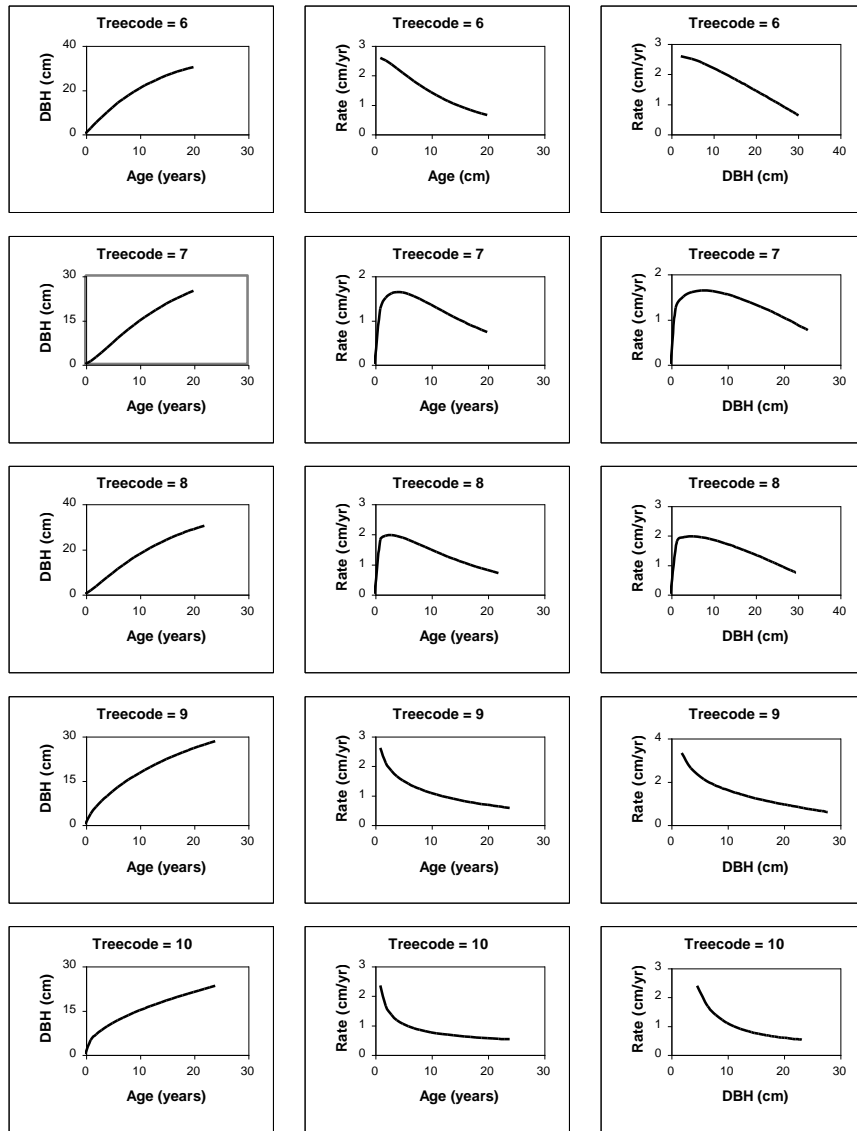 Treecode = 6
DBH (cm)
40
20
0
0 10 20 30
Age (years)
Treecode = 6
Rate (cm/yr)
3
2
1
0
0 10 20 30
Age (cm)
Treecode = 6
Rate (cm/yr)
3
2
1
0
0 10 20 30 40
DBH (cm)
Treecode = 7
DBH (cm)
30
15
0
0 10 20 30
Age (years)
Treecode = 7
Rate (cm/yr)
2
1
0
0 10 20 30
Age (years)
Treecode = 7
Rate (cm/yr)
2
1
0
0 10 20 30
DBH (cm)
Treecode = 8
DBH (cm)
40
20
0
0 10 20 30
Age (years)
Treecode = 8
Rate (cm/yr)
3
2
1
0
0 10 20 30
Age (years)
Treecode = 8
Rate (cm/yr)
3
2
1
0
0 10 20 30 40
DBH (cm)
Treecode = 9
DBH (cm)
30
15
0
0 10 20 30
Age (years)
Treecode = 9
Rate (cm/yr)
3
2
1
0
0 10 20 30
Age (years)
Treecode = 9
Rate (cm/yr)
4
2
0
0 10 20 30
DBH (cm)
Treecode = 10
DBH (cm)
30
15
0
0 10 20 30
Age (years)
Treecode = 10
Rate (cm/yr)
3
2
1
0
0 10 20 30
Age (years)
Treecode = 10
Rate (cm/yr)
3
2
1
0
0 10 20 30
DBH (cm)